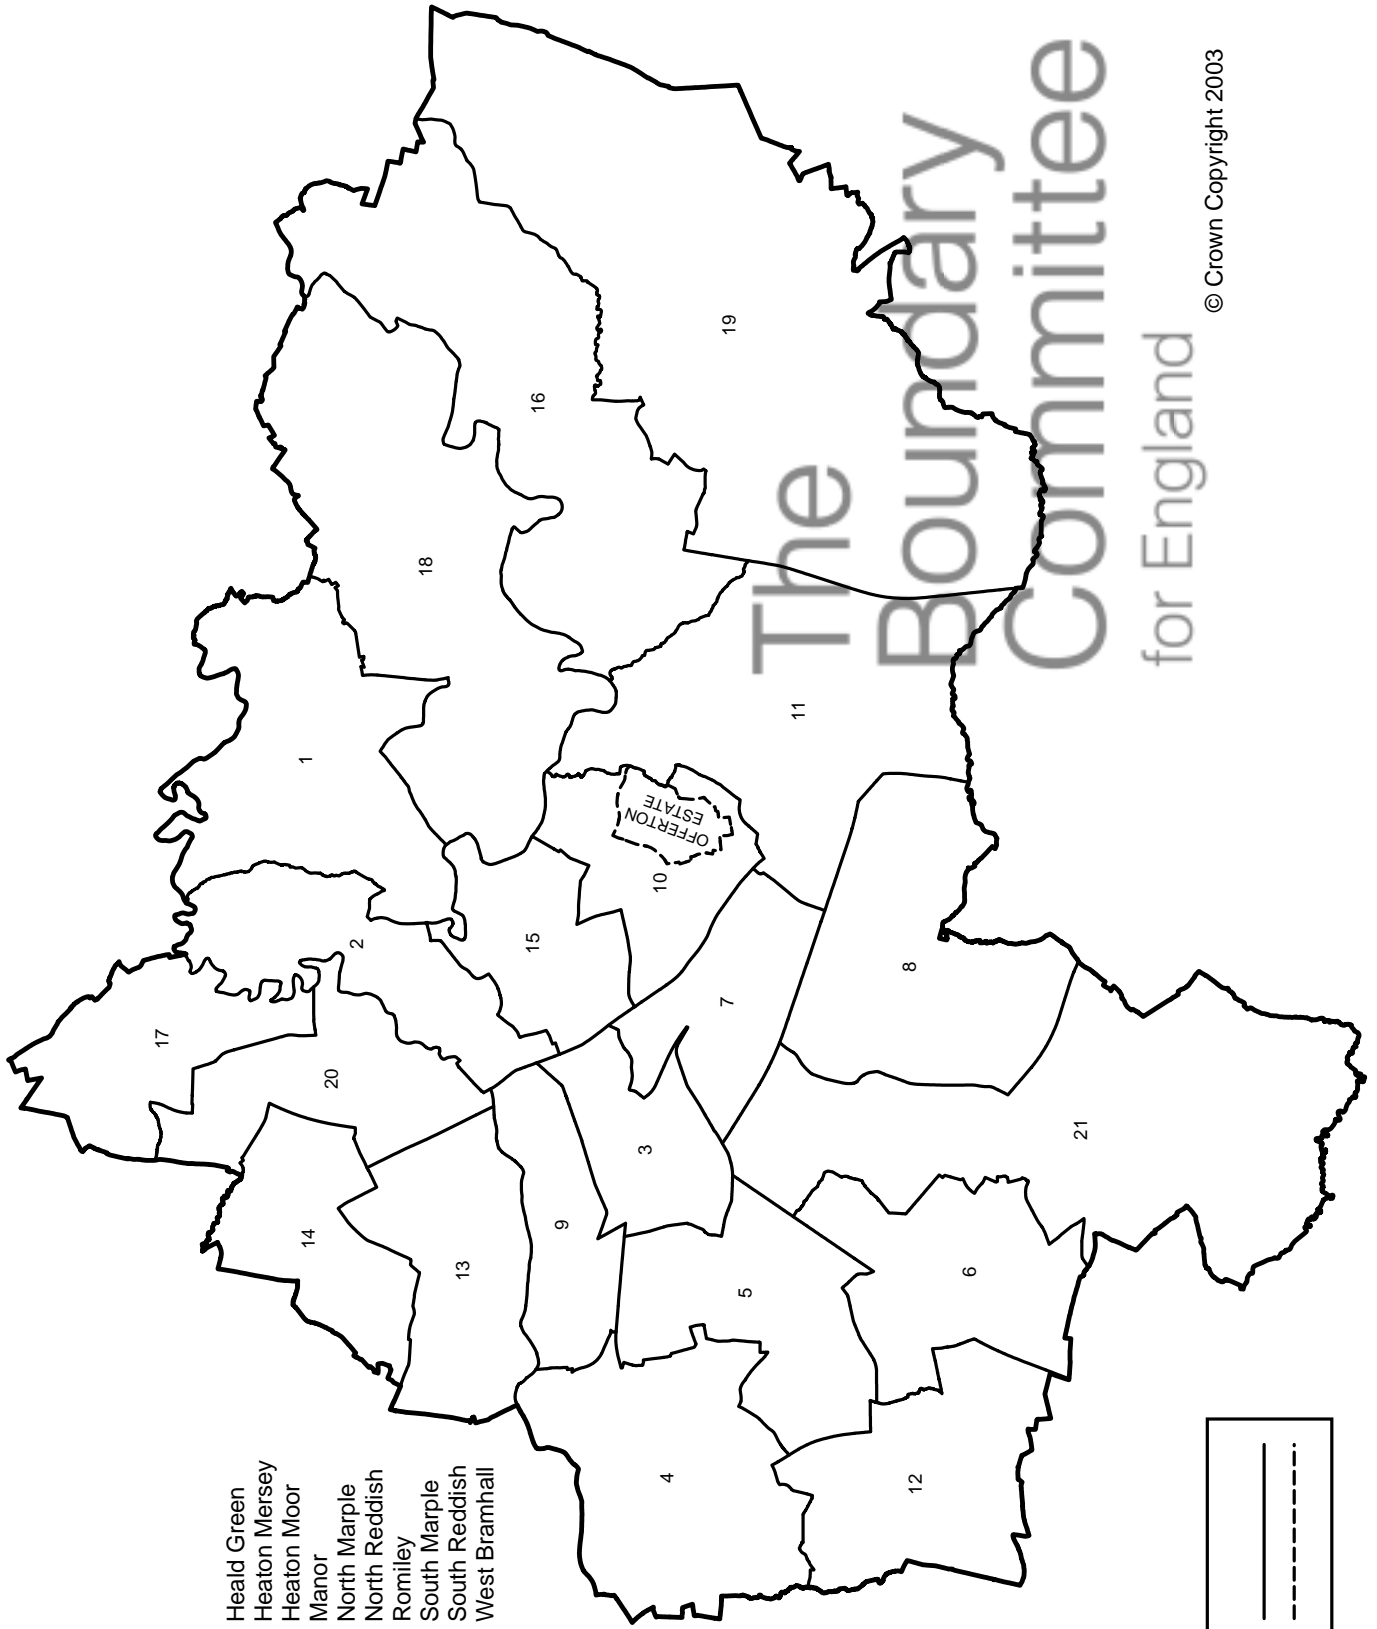 Heald Green
Heaton Mersey
Heaton Moor
Manor
North Marple
North Reddish
Romiley
South Marple
South Reddish
West Bramhall
17
14
20
13
2
1
9
15
3
18
4
5
10
OFFERTON
ESTATE
16
7
12
6
8
11
19
21
The
Boundary
Committee
for England
© Crown Copyright 2003